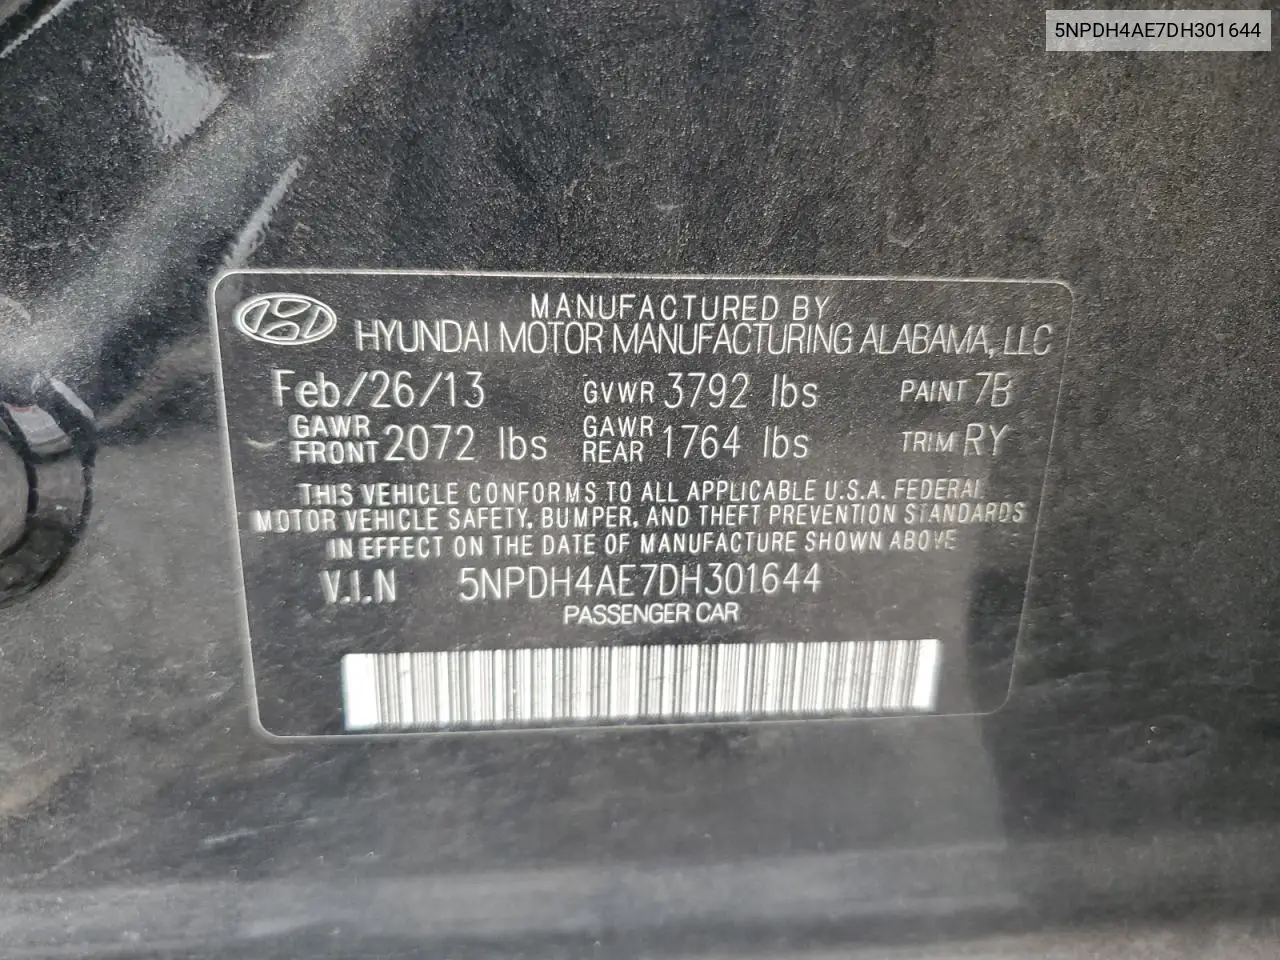 5NPDH4AE7DH301644
MANUFACTURED BY
HYUNDAI MOTOR MANUFACTURING ALABAMA, LLC
Feb/26/13 GVWR 3792 lbs PAINT 7B
GAWR FRONT 2072 lbs GAWR REAR 1764 lbs TRIM RY
THIS VEHICLE CONFORMS TO ALL APPLICABLE U.S.A. FEDERAL
MOTOR VEHICLE SAFETY, BUMPER, AND THEFT PREVENTION STANDARDS
IN EFFECT ON THE DATE OF MANUFACTURE SHOWN ABOVE
V.I.N 5NPDH4AE7DH301644
PASSENGER CAR